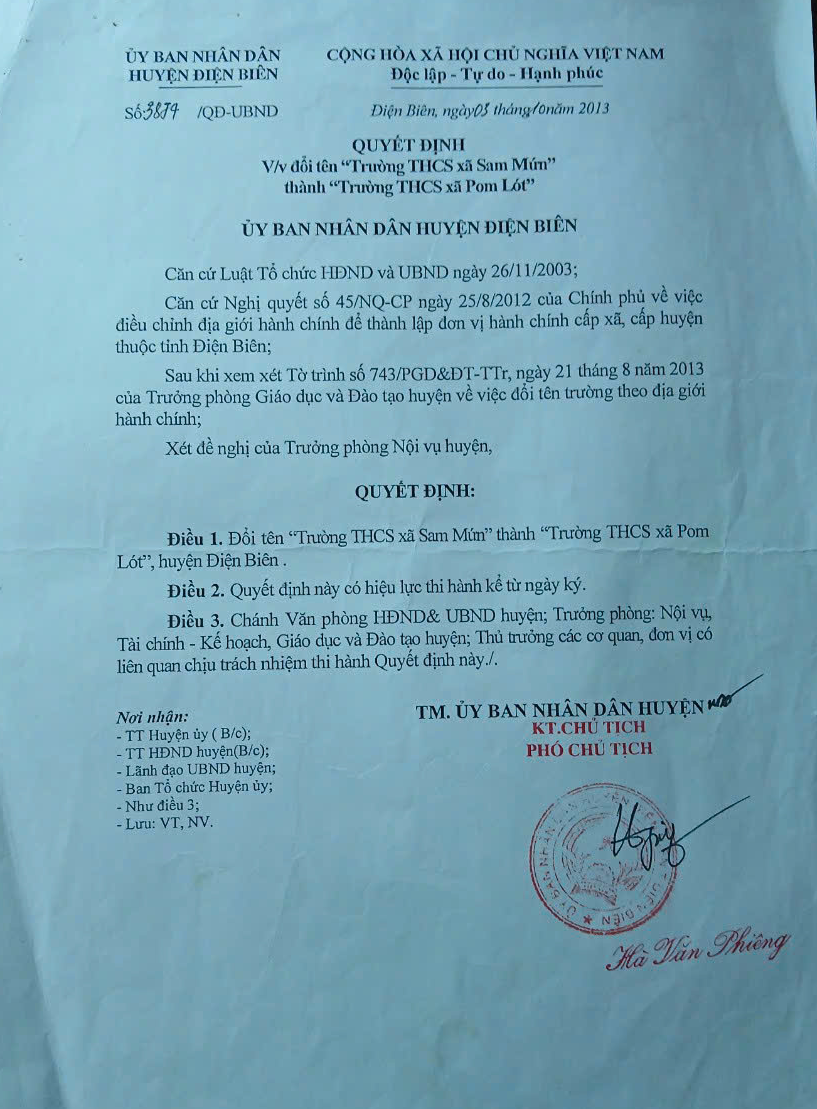 ỦY BAN NHÂN DÂN
HUYỆN ĐIỆN BIÊN
CỘNG HÒA XÃ HỘI CHỦ NGHĨA VIỆT NAM
Độc lập - Tự do - Hạnh phúc
Số: /QĐ-UBND
Điện Biên, ngày 03 tháng 10 năm 2013
QUYẾT ĐỊNH
V/v đổi tên “Trường THCS xã Sam Mứn”
thành “Trường THCS xã Pom Lót”
ỦY BAN NHÂN DÂN HUYỆN ĐIỆN BIÊN
Căn cứ Luật Tổ chức HĐND và UBND ngày 26/11/2003;
Căn cứ Nghị quyết số 45/NQ-CP ngày 25/8/2012 của Chính phủ về việc
điều chỉnh địa giới hành chính để thành lập đơn vị hành chính cấp xã, cấp huyện
thuộc tỉnh Điện Biên;
Sau khi xem xét Tờ trình số 743/PGD&ĐT-TTr, ngày 21 tháng 8 năm 2013
của Trưởng phòng Giáo dục và Đào tạo huyện về việc đổi tên trường theo địa giới
hành chính;
Xét đề nghị của Trưởng phòng Nội vụ huyện,
QUYẾT ĐỊNH:
Điều 1. Đổi tên “Trường THCS xã Sam Mứn” thành “Trường THCS xã Pom
Lót”, huyện Điện Biên .
Điều 2. Quyết định này có hiệu lực thi hành kể từ ngày ký.
Điều 3. Chánh Văn phòng HĐND& UBND huyện; Trưởng phòng: Nội vụ,
Tài chính - Kế hoạch, Giáo dục và Đào tạo huyện; Thủ trưởng các cơ quan, đơn vị có
liên quan chịu trách nhiệm thi hành Quyết định này./.
Nơi nhận:
- TT Huyện ủy ( B/c);
- TT HĐND huyện(B/c);
- Lãnh đạo UBND huyện;
- Ban Tổ chức Huyện ủy;
- Như điều 3;
- Lưu: VT, NV.
TM. ỦY BAN NHÂN DÂN HUYỆN
KT.CHỦ TỊCH
PHÓ CHỦ TỊCH
Hà Văn Phiêng